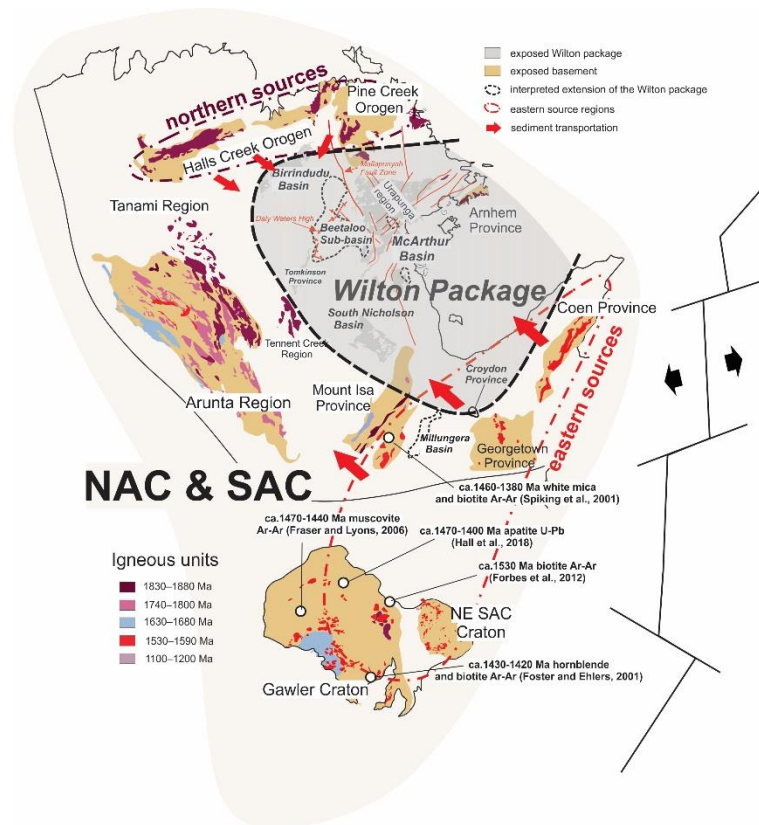 exposed Wilton package
exposed basement
interpreted extension of the Wilton package
eastern source regions
sediment transportation
northern sources
Pine Creek
Orogen
Halls Creek Orogen
Birrindudu
Basin
Mallapunyah
Fault Zone
Urapunga
region
Tanami Region
Arnhem
Province
Daly Waters High
Beetaloo
Sub-basin
McArthur
Basin
Tomkinson
Province
Wilton Package
South Nicholson
Basin
Coen Province
Tennent Creek
Region
Croydon
Province
Mount Isa
Province
Arunta Region
eastern sources
Millungera
Basin
Georgetown
Province
NAC & SAC
ca.1460-1380 Ma white mica
and biotite Ar-Ar (Spiking et al., 2001)
ca.1470-1440 Ma muscovite
Ar-Ar (Fraser and Lyons, 2006)
ca.1470-1400 Ma apatite U-Pb
(Hall et al., 2018)
ca.1530 Ma biotite Ar-Ar
(Forbes et al., 2012)
Igneous units
1830–1880 Ma
1740–1800 Ma
1630–1680 Ma
1530–1590 Ma
1100–1200 Ma
NE SAC
Craton
Gawler Craton
ca.1430-1420 Ma hornblende
and biotite Ar-Ar (Foster and Ehlers, 2001)